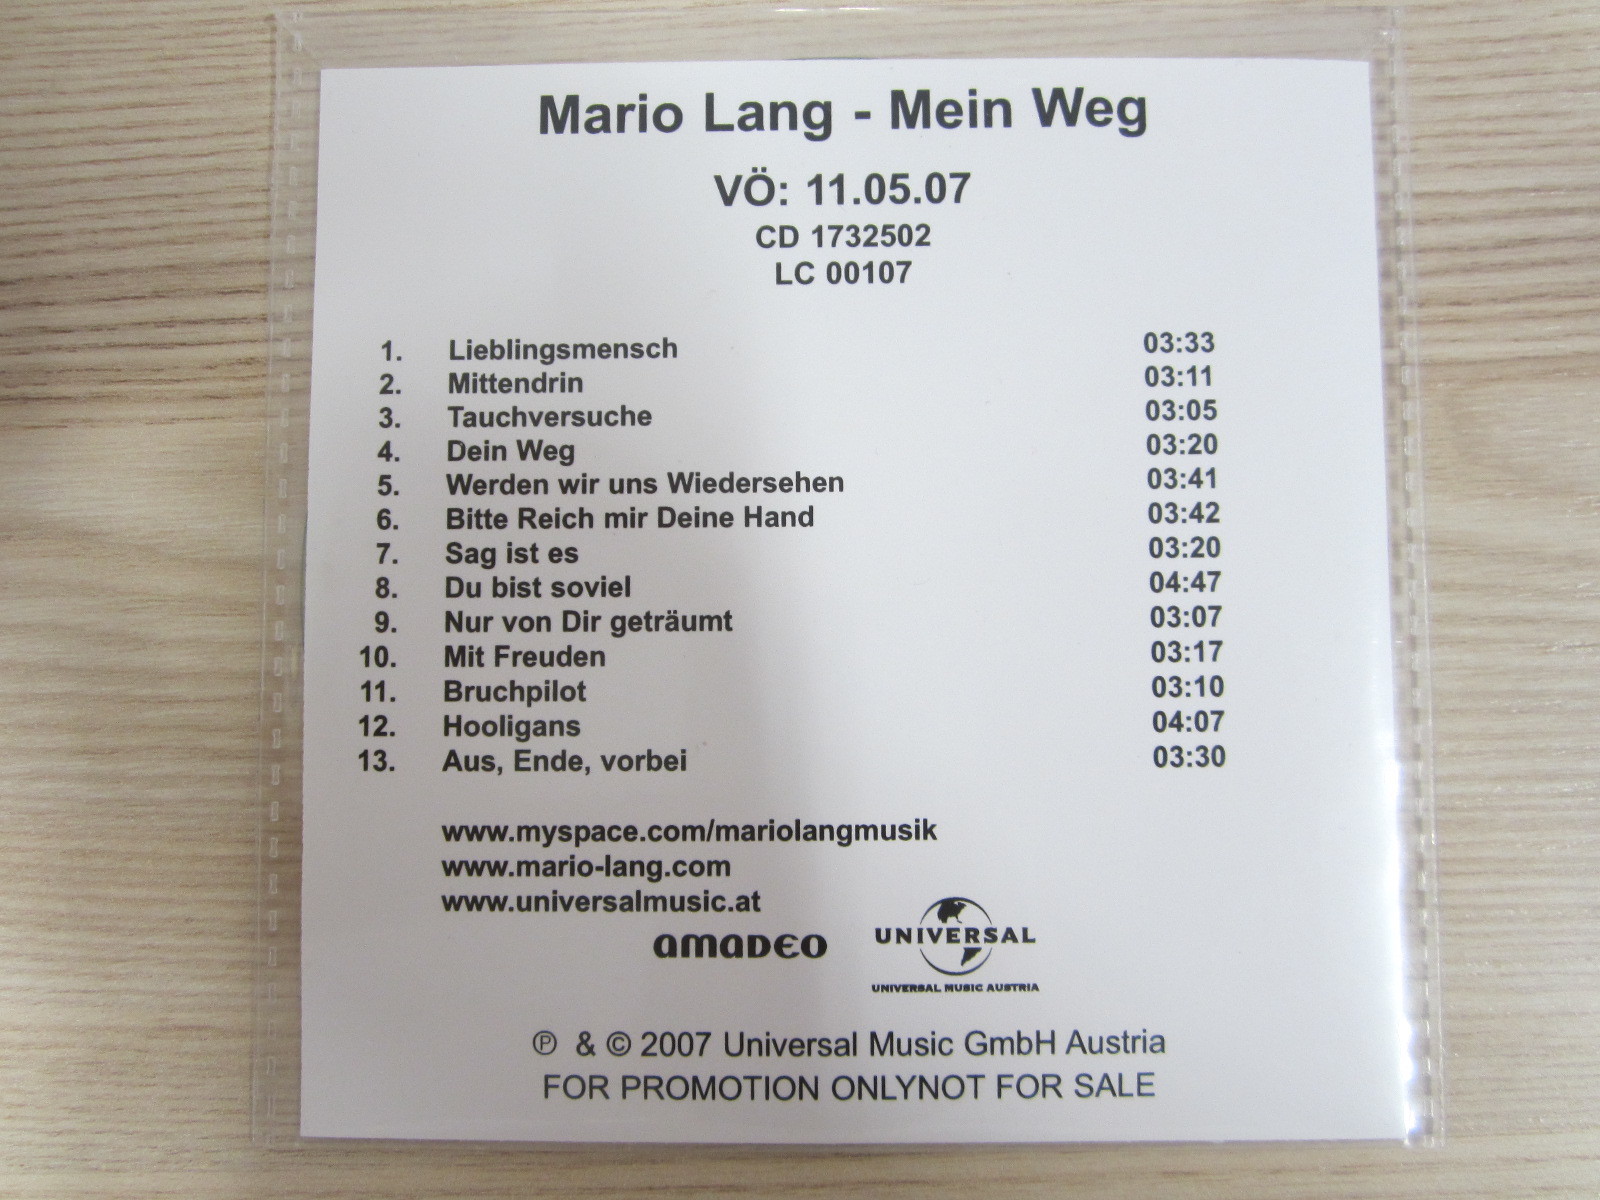 Mario Lang - Mein Weg
VÖ: 11.05.07
CD 1732502
LC 00107
1. Lieblingsmensch 03:33
2. Mittendrin 03:11
3. Tauchversuche 03:05
4. Dein Weg 03:20
5. Werden wir uns Wiedersehen 03:41
6. Bitte Reich mir Deine Hand 03:42
7. Sag ist es 03:20
8. Du bist soviel 04:47
9. Nur von Dir geträumt 03:07
10. Mit Freuden 03:17
11. Bruchpilot 03:10
12. Hooligans 04:07
13. Aus, Ende, vorbei 03:30
www.myspace.com/mariolangmusik
www.mario-lang.com
www.universalmusic.at
amadeo UNIVERSAL
UNIVERSAL MUSIC AUSTRIA
℗ & © 2007 Universal Music GmbH Austria
FOR PROMOTION ONLYNOT FOR SALE